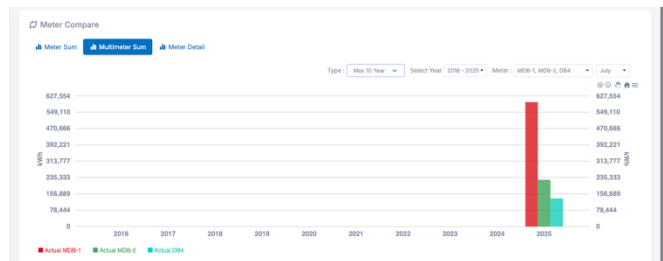 Meter Compare
Meter Sum Multimeter Sum Meter Detail
Type : Max 10 Year Select Year 2016 - 2025 Meter : MDB-1, MDB-2, DB4 July
627,554 627,554
549,110 549,110
470,666 470,666
392,221 392,221
kWh 313,777 313,777 kWh
235,333 235,333
156,889 156,889
78,444 78,444
0 0
2016 2017 2018 2019 2020 2021 2022 2023 2024 2025
Actual MDB-1 Actual MDB-2 Actual DB4